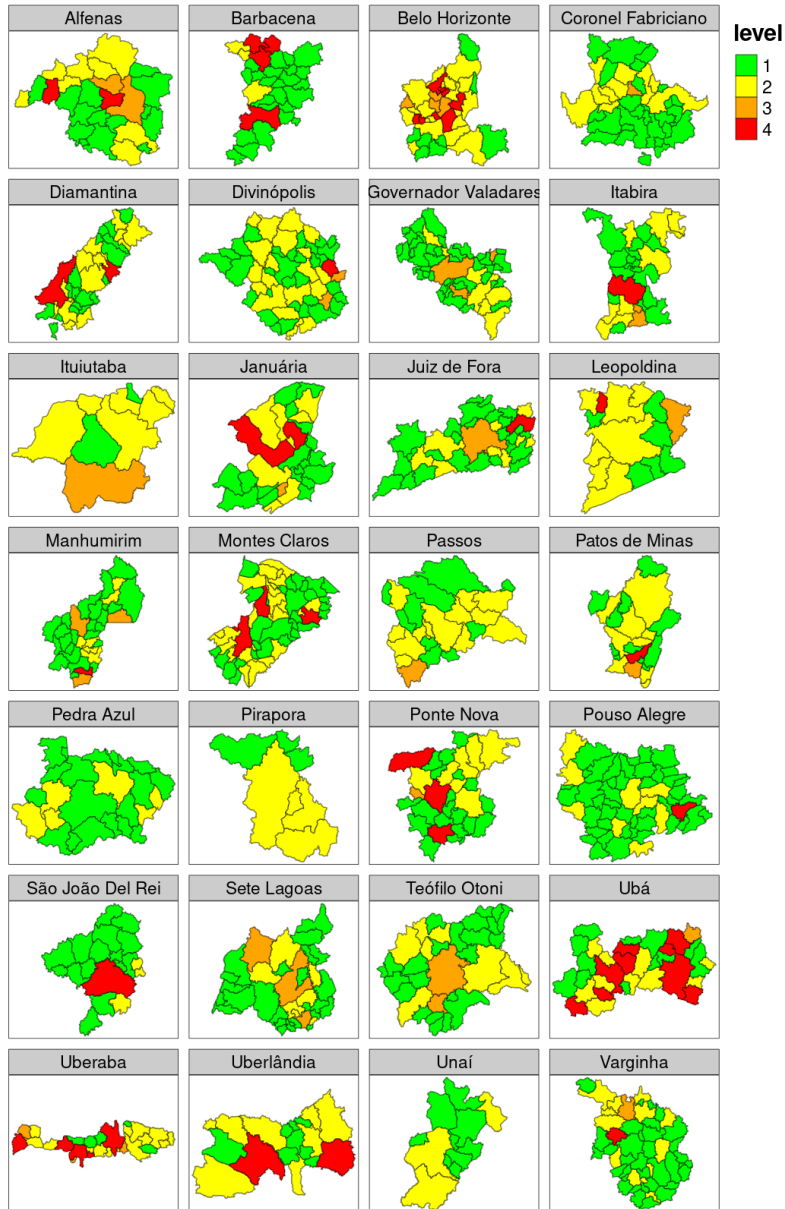 Alfenas
Barbacena
Belo Horizonte
Coronel Fabriciano
level
1
2
3
4
Diamantina
Divinópolis
Governador Valadares
Itabira
Ituiutaba
Januária
Juiz de Fora
Leopoldina
Manhumirim
Montes Claros
Passos
Patos de Minas
Pedra Azul
Pirapora
Ponte Nova
Pouso Alegre
São João Del Rei
Sete Lagoas
Teófilo Otoni
Ubá
Uberaba
Uberlândia
Unaí
Varginha